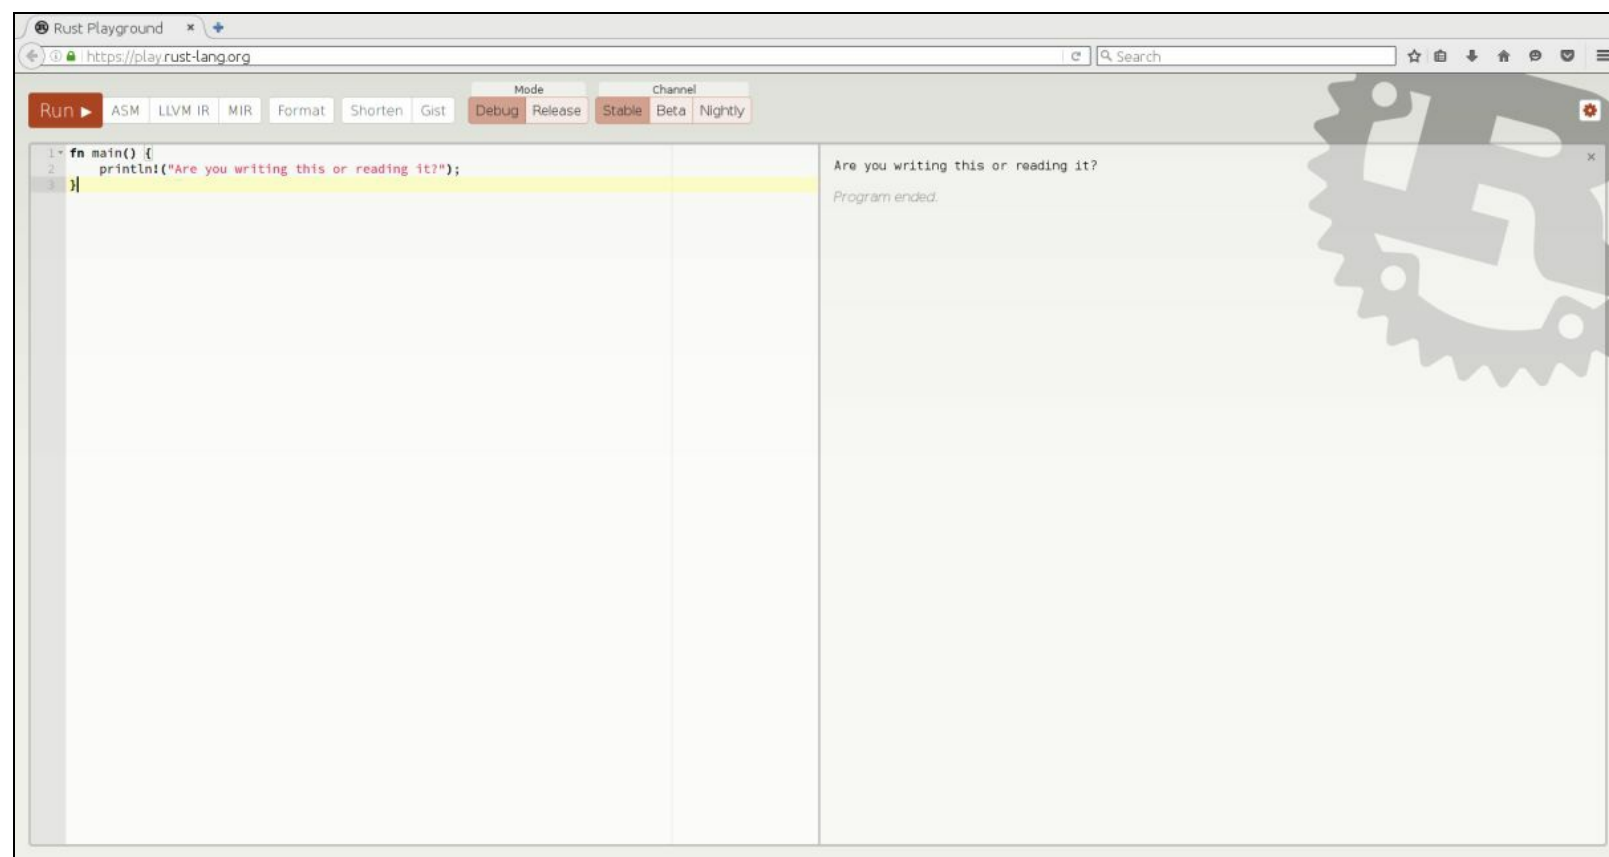 Rust Playground
https://play.rust-lang.org
Search
Mode
Channel
Run ASM LLVM IR MIR Format Shorten Gist Debug Release Stable Beta Nightly
1 fn main() {
2 println!("Are you writing this or reading it?");
3 }
Are you writing this or reading it?
Program ended.